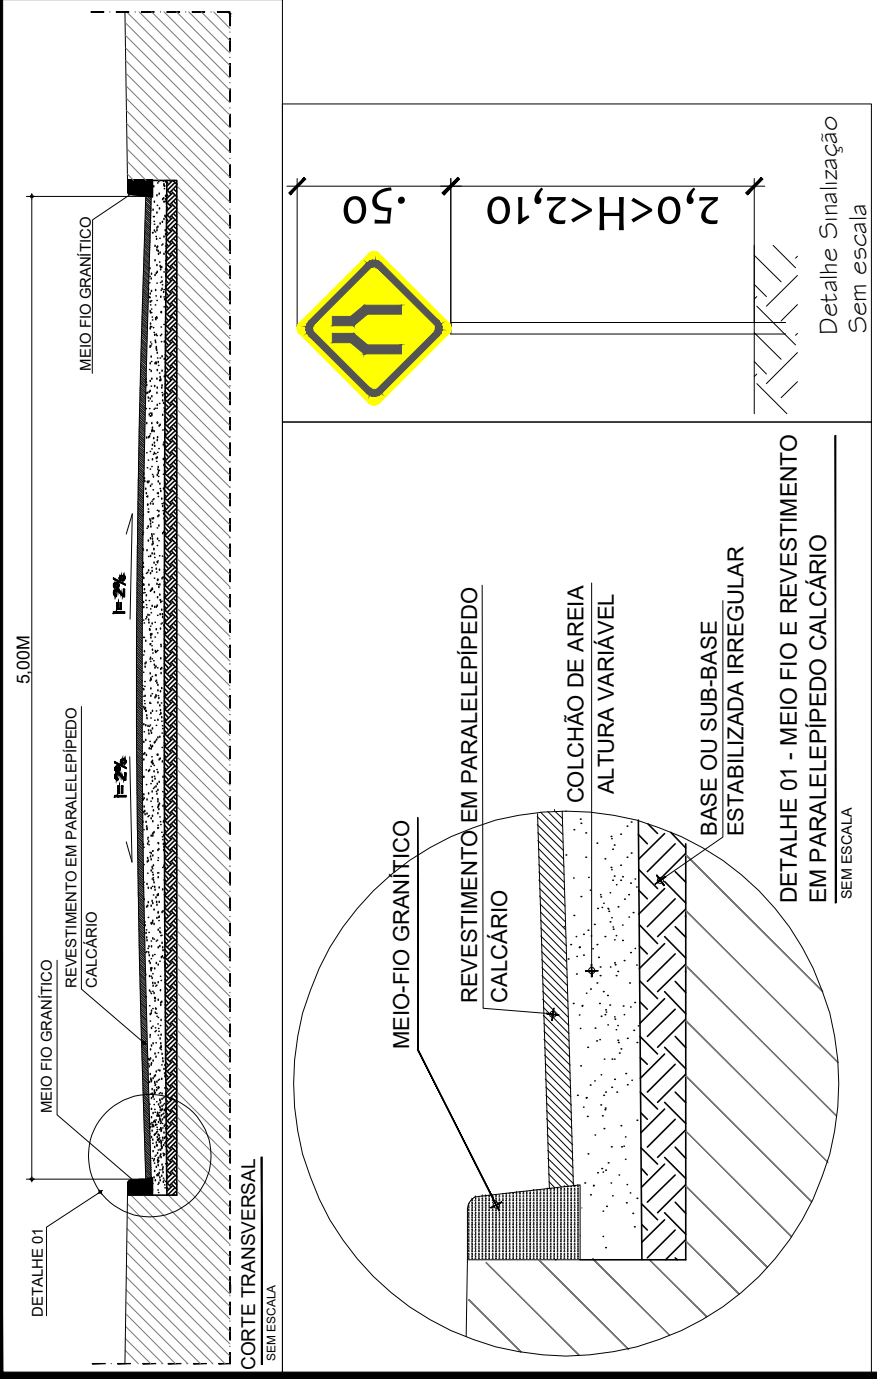 5,00M
MEIO FIO GRANÍTICO
I=2%
I=2%
REVESTIMENTO EM PARALELEPÍPEDO
CALCÁRIO
MEIO FIO GRANÍTICO
DETALHE 01
CORTE TRANSVERSAL
SEM ESCALA
MEIO-FIO GRANÍTICO
REVESTIMENTO EM PARALELEPÍPEDO
CALCÁRIO
COLCHÃO DE AREIA
ALTURA VARIÁVEL
BASE OU SUB-BASE
ESTABILIZADA IRREGULAR
DETALHE 01 - MEIO FIO E REVESTIMENTO
EM PARALELEPÍPEDO CALCÁRIO
SEM ESCALA
.50
2,0<H<2,10
Detalhe Sinalização
Sem escala